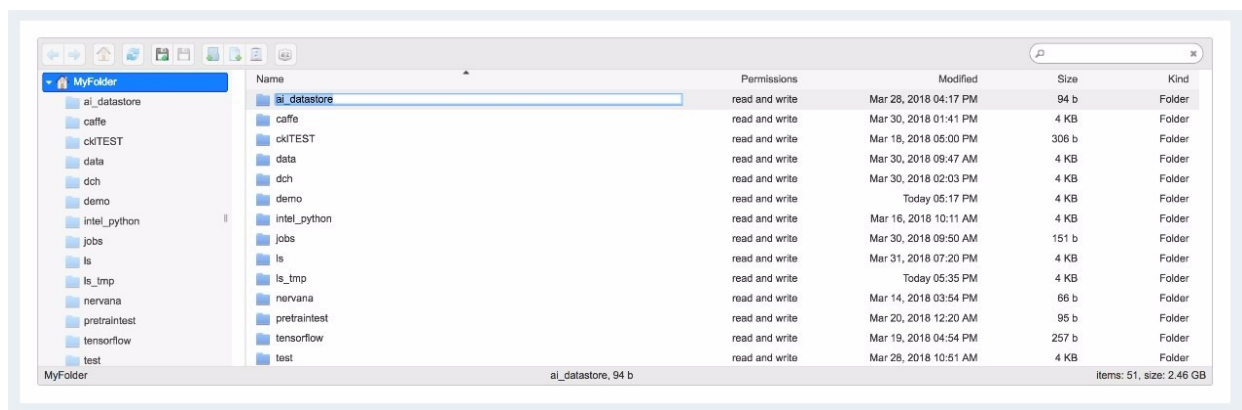 MyFolder
ai_datastore
caffe
cklTEST
data
dch
demo
intel_python
jobs
ls
ls_tmp
nervana
pretraintest
tensorflow
test
Name Permissions Modified Size Kind
ai_datastore read and write Mar 28, 2018 04:17 PM 94 b Folder
caffe read and write Mar 30, 2018 01:41 PM 4 KB Folder
cklTEST read and write Mar 18, 2018 05:00 PM 306 b Folder
data read and write Mar 30, 2018 09:47 AM 4 KB Folder
dch read and write Mar 30, 2018 02:03 PM 4 KB Folder
demo read and write Today 05:17 PM 4 KB Folder
intel_python read and write Mar 16, 2018 10:11 AM 4 KB Folder
jobs read and write Mar 30, 2018 09:50 AM 151 b Folder
ls read and write Mar 31, 2018 07:20 PM 4 KB Folder
ls_tmp read and write Today 05:35 PM 4 KB Folder
nervana read and write Mar 14, 2018 03:54 PM 66 b Folder
pretraintest read and write Mar 20, 2018 12:20 AM 95 b Folder
tensorflow read and write Mar 19, 2018 04:54 PM 257 b Folder
test read and write Mar 28, 2018 10:51 AM 4 KB Folder
MyFolder ai_datastore, 94 b items: 51, size: 2.46 GB